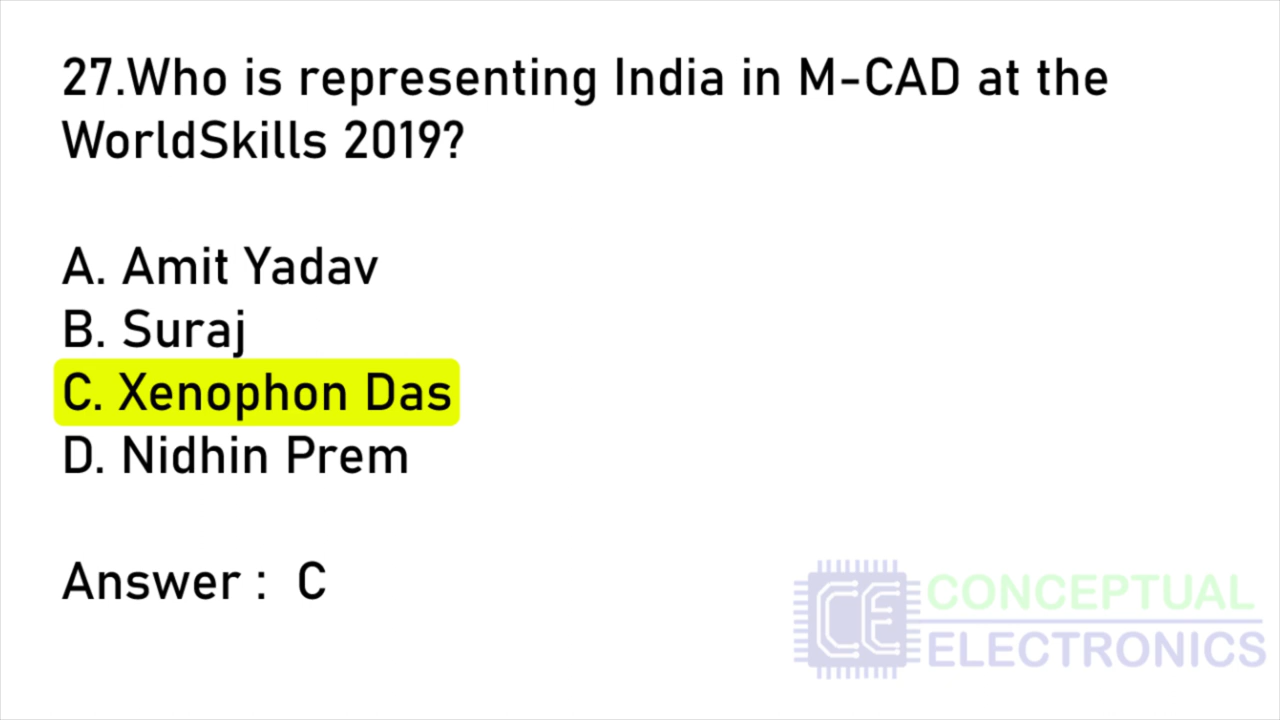 27.Who is representing India in M-CAD at the
WorldSkills 2019?
A. Amit Yadav
B. Suraj
C. Xenophon Das
D. Nidhin Prem
Answer : C
CE
CONCEPTUAL
ELECTRONICS